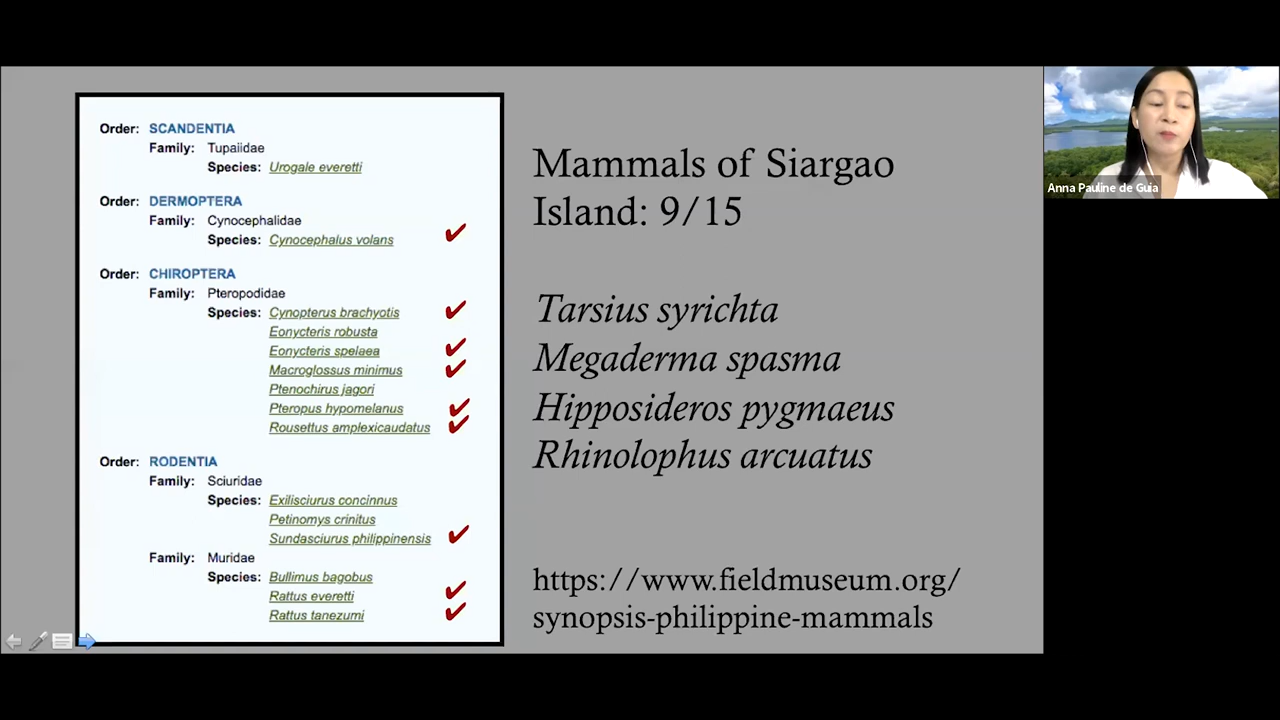 Order: SCANDENTIA
Family: Tupaiidae
Species: Urogale everetti
Order: DERMOPTERA
Family: Cynocephalidae
Species: Cynocephalus volans
Order: CHIROPTERA
Family: Pteropodidae
Species: Cynopterus brachyotis
Eonycteris robusta
Eonycteris spelaea
Macroglossus minimus
Ptenochirus jagori
Pteropus hypomelanus
Rousettus amplexicaudatus
Order: RODENTIA
Family: Sciuridae
Species: Exilisciurus concinnus
Petinomys crinitus
Sundasciurus philippinensis
Family: Muridae
Species: Bullimus bagobus
Rattus everetti
Rattus tanezumi
Mammals of Siargao
Island: 9/15
Tarsius syrichta
Megaderma spasma
Hipposideros pygmaeus
Rhinolophus arcuatus
https://www.fieldmuseum.org/
synopsis-philippine-mammals
Anna Pauline de Guia